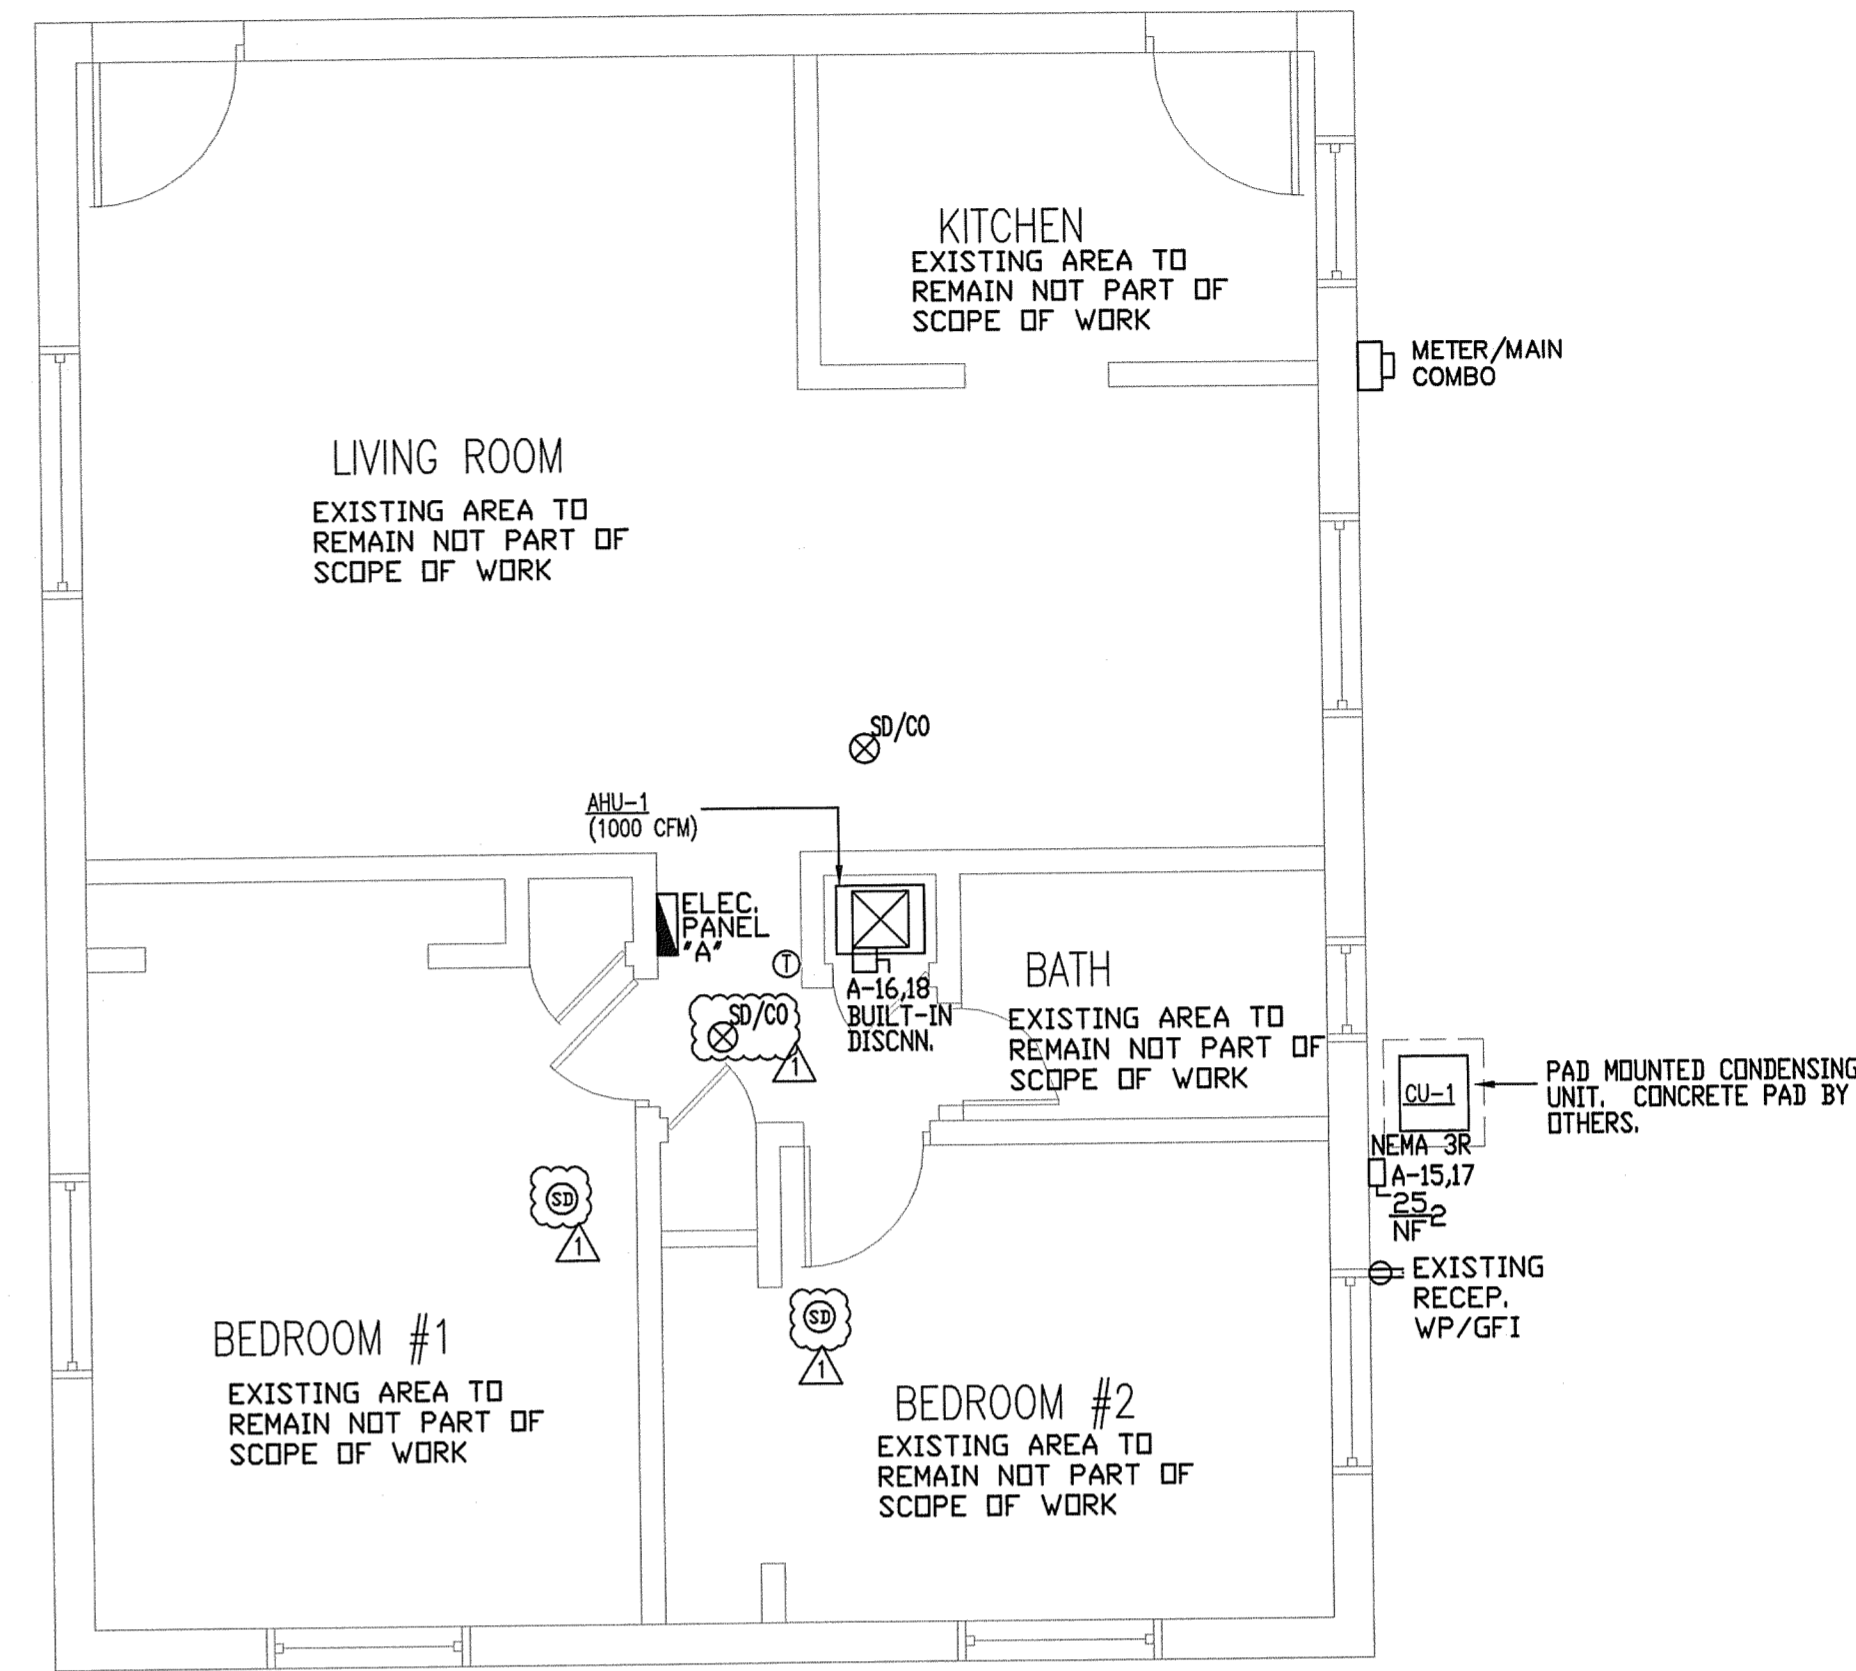 KITCHEN
EXISTING AREA TO
REMAIN NOT PART OF
SCOPE OF WORK
METER/MAIN
COMBO
LIVING ROOM
EXISTING AREA TO
REMAIN NOT PART OF
SCOPE OF WORK
SD/CO
AHU-1
(1000 CFM)
ELEC.
PANEL
"A"
T
A-16,18
BUILT-IN
DISCNN.
BATH
EXISTING AREA TO
REMAIN NOT PART OF
SCOPE OF WORK
SD/CO
1
CU-1
PAD MOUNTED CONDENSING
UNIT. CONCRETE PAD BY
OTHERS.
NEMA 3R
A-15,17
25/2
NF
EXISTING
RECEP.
WP/GFI
SD
1
SD
1
BEDROOM #1
EXISTING AREA TO
REMAIN NOT PART OF
SCOPE OF WORK
BEDROOM #2
EXISTING AREA TO
REMAIN NOT PART OF
SCOPE OF WORK